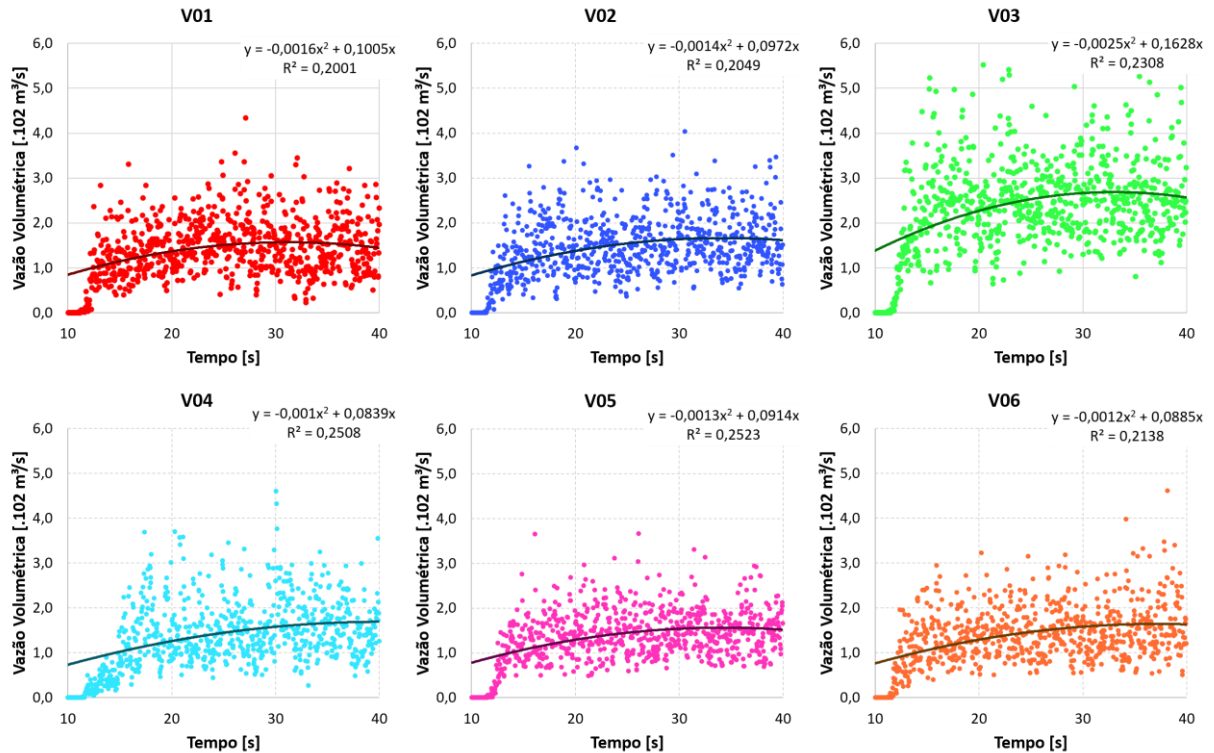 V01
y = -0,0016x² + 0,1005x
R² = 0,2001
Vazão Volumétrica [.102 m³/s]
6,0
5,0
4,0
3,0
2,0
1,0
0,0
10
20
30
40
Tempo [s]
V02
y = -0,0014x² + 0,0972x
R² = 0,2049
Vazão Volumétrica [.102 m³/s]
6,0
5,0
4,0
3,0
2,0
1,0
0,0
10
20
30
40
Tempo [s]
V03
y = -0,0025x² + 0,1628x
R² = 0,2308
Vazão Volumétrica [.102 m³/s]
6,0
5,0
4,0
3,0
2,0
1,0
0,0
10
20
30
40
Tempo [s]
V04
y = -0,001x² + 0,0839x
R² = 0,2508
Vazão Volumétrica [.102 m³/s]
6,0
5,0
4,0
3,0
2,0
1,0
0,0
10
20
30
40
Tempo [s]
V05
y = -0,0013x² + 0,0914x
R² = 0,2523
Vazão Volumétrica [.102 m³/s]
6,0
5,0
4,0
3,0
2,0
1,0
0,0
10
20
30
40
Tempo [s]
V06
y = -0,0012x² + 0,0885x
R² = 0,2138
Vazão Volumétrica [.102 m³/s]
6,0
5,0
4,0
3,0
2,0
1,0
0,0
10
20
30
40
Tempo [s]